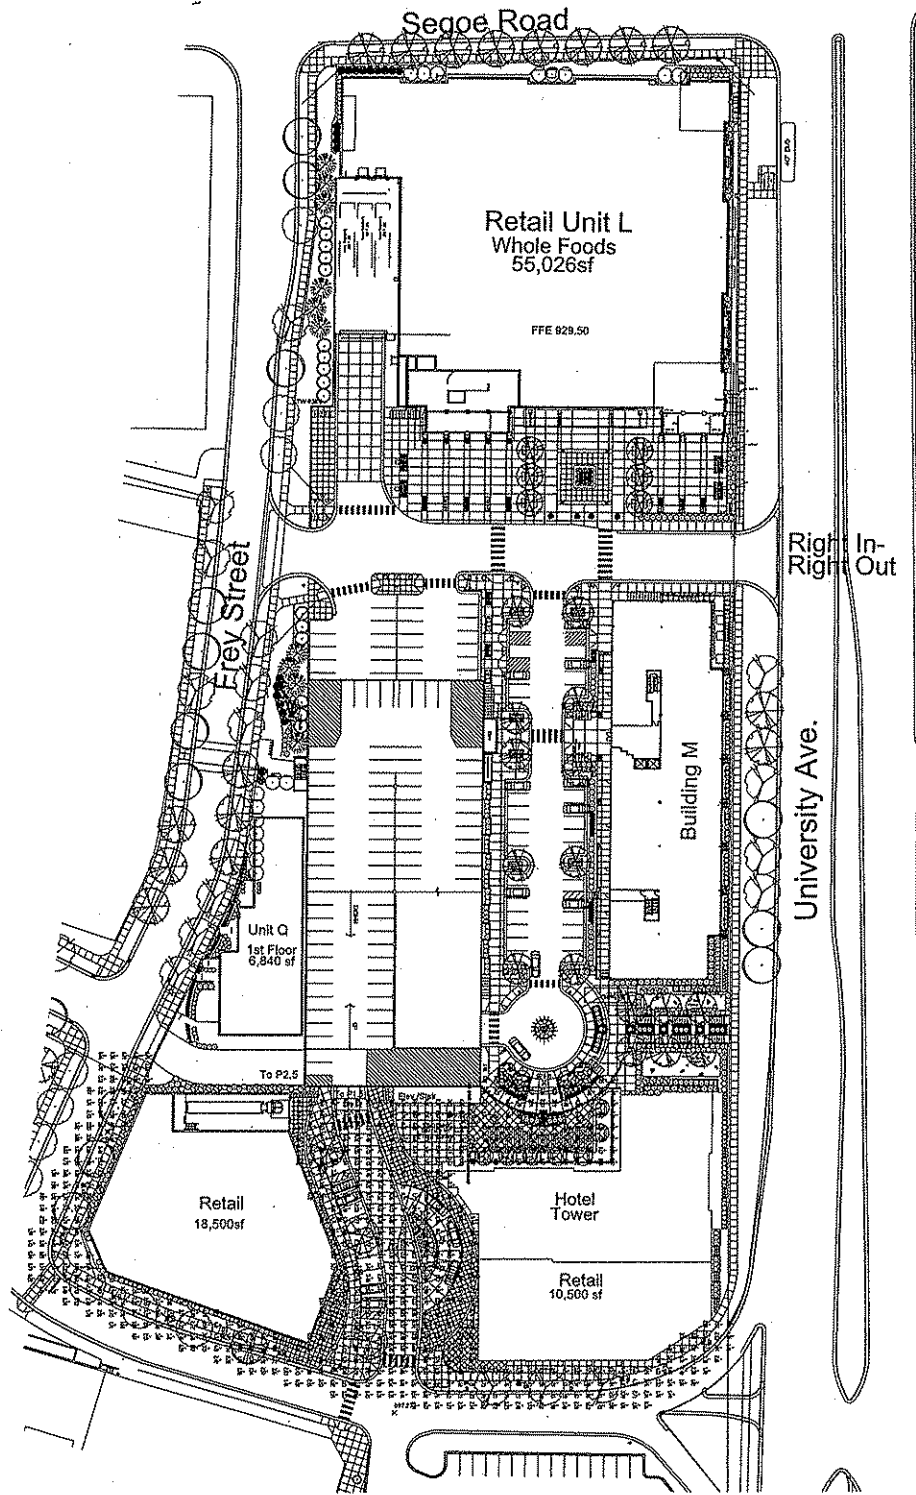 Segoe Road
Retail Unit L
Whole Foods
55,026sf
FFE 929.50
Right In-
Right Out
Frey Street
University Ave.
Building M
Unit Q
1st Floor
6,840 sf
To P2.5
Retail
18,500sf
Hotel
Tower
Retail
10,500 sf